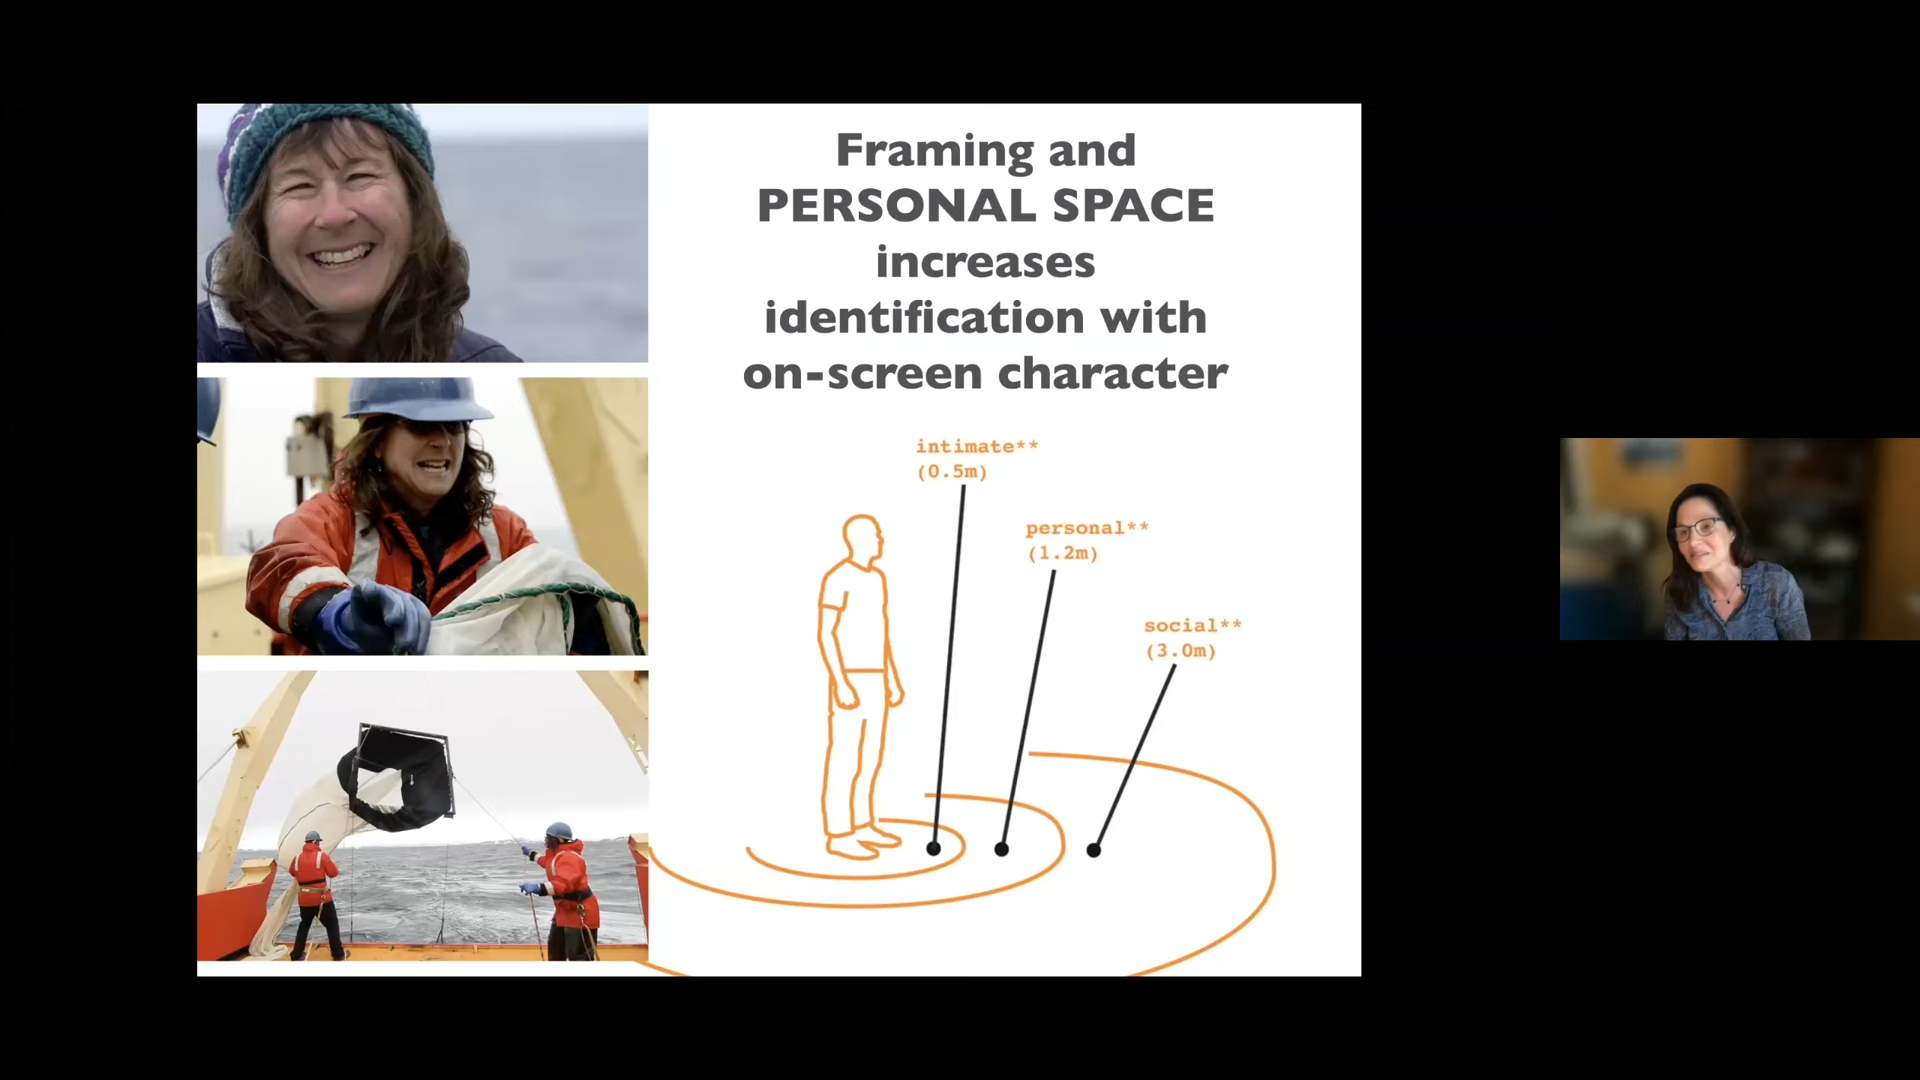 Framing and
PERSONAL SPACE
increases
identification with
on-screen character
intimate**
(0.5m)
personal**
(1.2m)
social**
(3.0m)